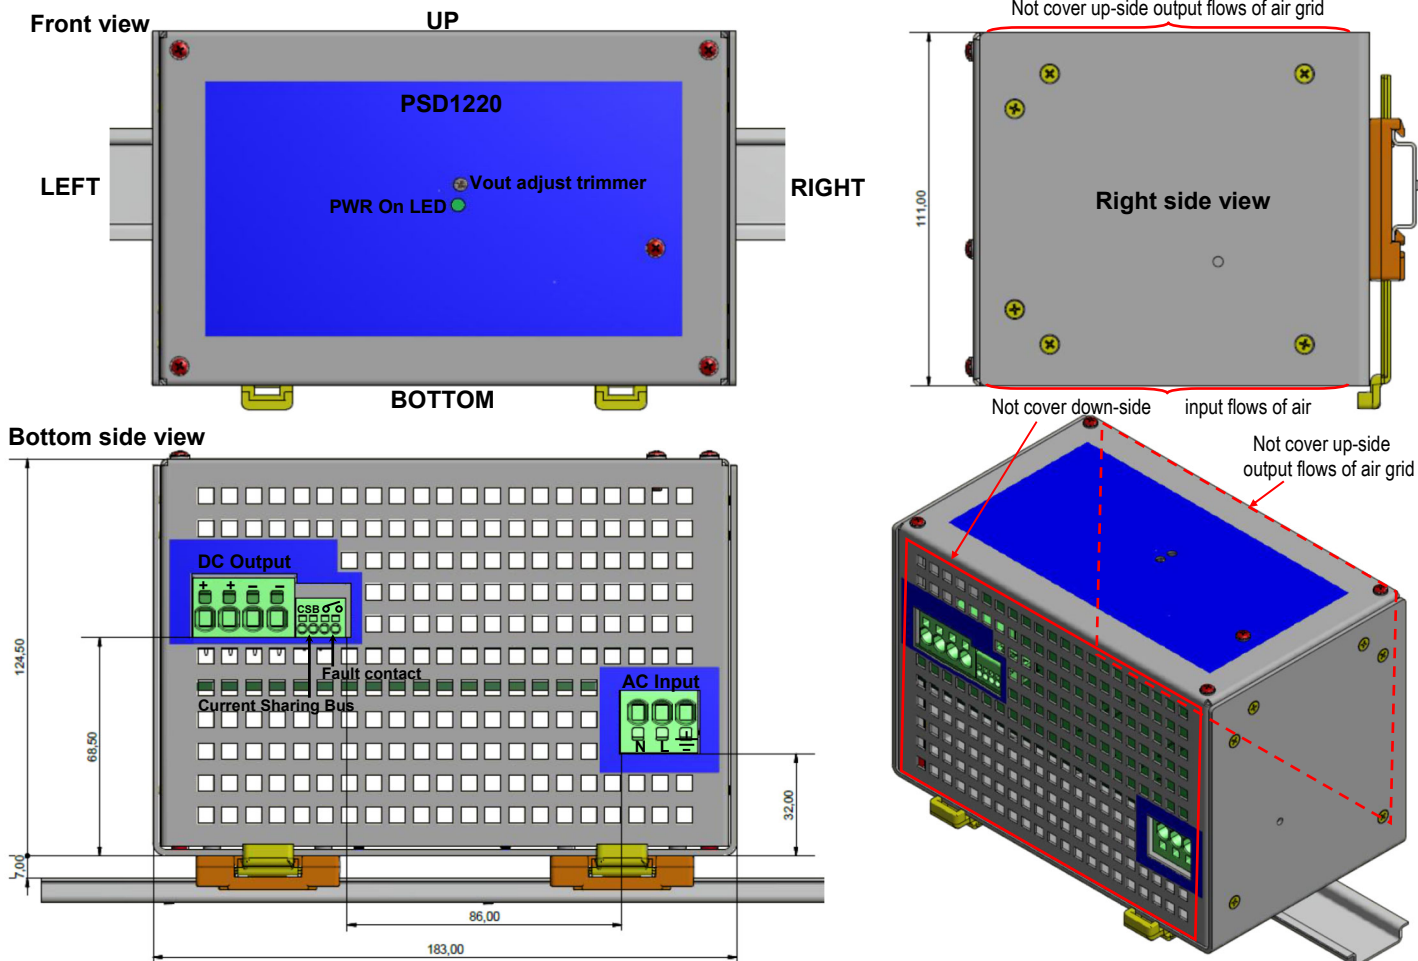 Front view
UP
Not cover up-side output flows of air grid
PSD1220
LEFT
Vout adjust trimmer
PWR On LED
RIGHT
BOTTOM
111,00
Right side view
Not cover down-side
input flows of air
Not cover up-side
output flows of air grid
Bottom side view
DC Output
+ + − −
CSB
Fault contact
Current Sharing Bus
AC Input
N L
124,50
68,50
32,00
7,00
86,00
183,00